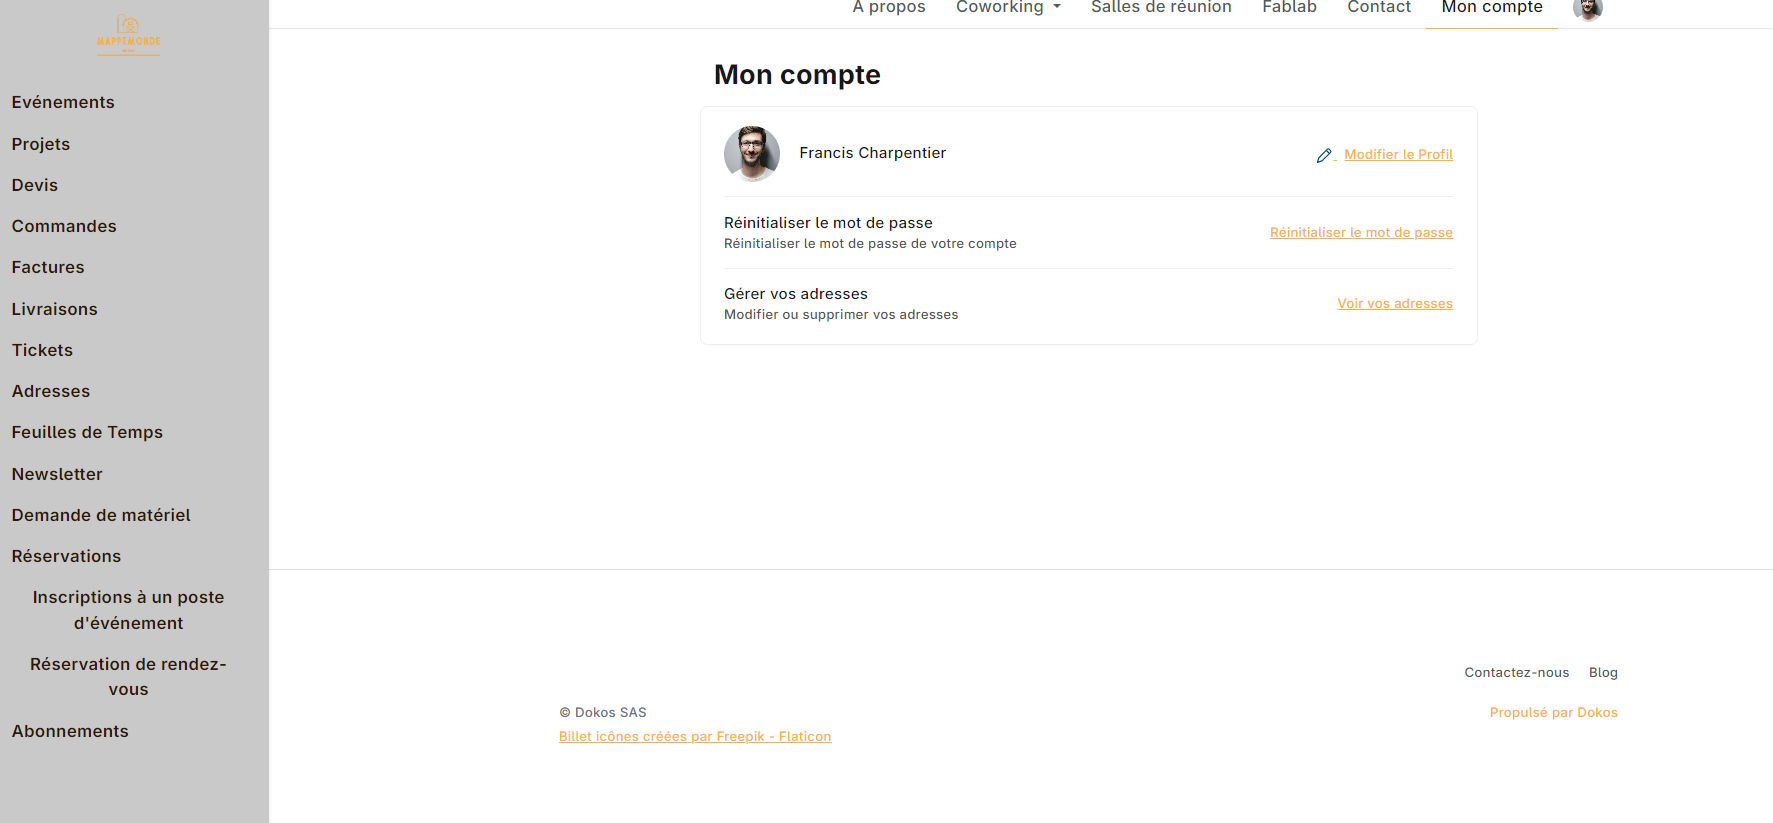 MAPPEMONDE
Evénements
Projets
Devis
Commandes
Factures
Livraisons
Tickets
Adresses
Feuilles de Temps
Newsletter
Demande de matériel
Réservations
Inscriptions à un poste
d'événement
Réservation de rendez-
vous
Abonnements
A propos Coworking Salles de réunion Fablab Contact Mon compte
Mon compte
Francis Charpentier Modifier le Profil
Réinitialiser le mot de passe
Réinitialiser le mot de passe de votre compte
Réinitialiser le mot de passe
Gérer vos adresses
Modifier ou supprimer vos adresses
Voir vos adresses
Contactez-nous Blog
© Dokos SAS
Propulsé par Dokos
Billet icônes créées par Freepik - Flaticon